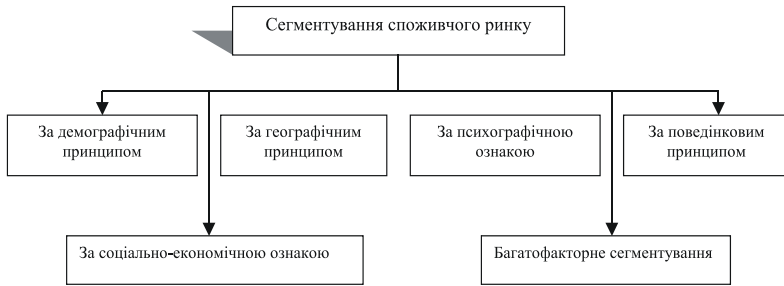 Сегментування споживчого ринку
За демографічним
принципом
За географічним
принципом
За психографічною
ознакою
За поведінковим
принципом
За соціально-економічною ознакою
Багатофакторне сегментування